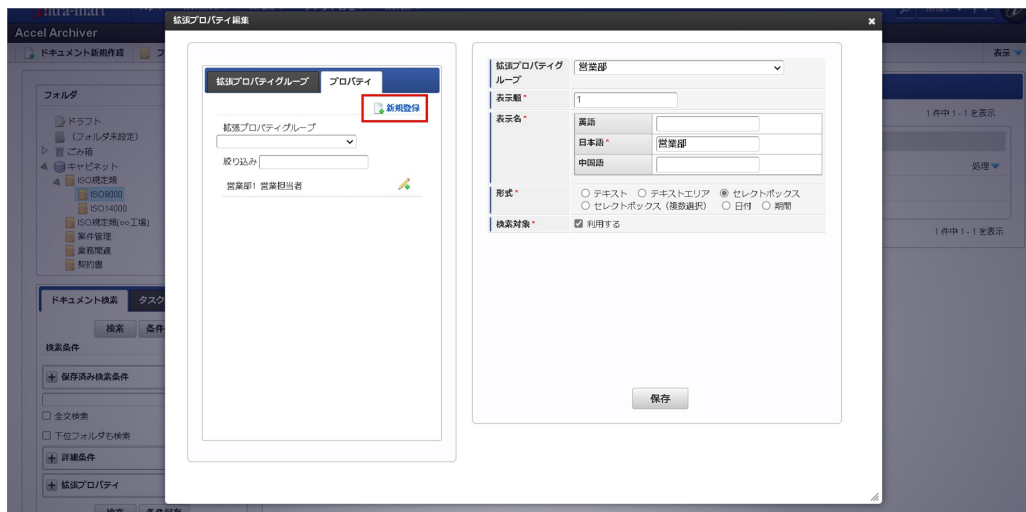 intra-mart
拡張プロパティ編集
Accel Archiver
ドキュメント新規作成
表示
フォルダ
ドラフト
(フォルダ未設定)
ごみ箱
キャビネット
ISO規定類
ISO9000
ISO14000
ISO規定類(○○工場)
案件管理
業務関連
契約書
ドキュメント検索 タスク
検索 条件
検索条件
保存済み検索条件
全文検索
下位フォルダも検索
詳細条件
拡張プロパティ
検索 条件保存
拡張プロパティグループ プロパティ
新規登録
拡張プロパティグループ
絞り込み
営業部1 営業担当者
拡張プロパティグ
ループ
営業部
表示順*
1
表示名*
英語
日本語* 営業部
中国語
形式*
テキスト テキストエリア セレクトボックス
セレクトボックス (複数選択) 日付 期間
検索対象* 利用する
保存
1 件中 1 - 1 を表示
処理
1 件中 1 - 1 を表示